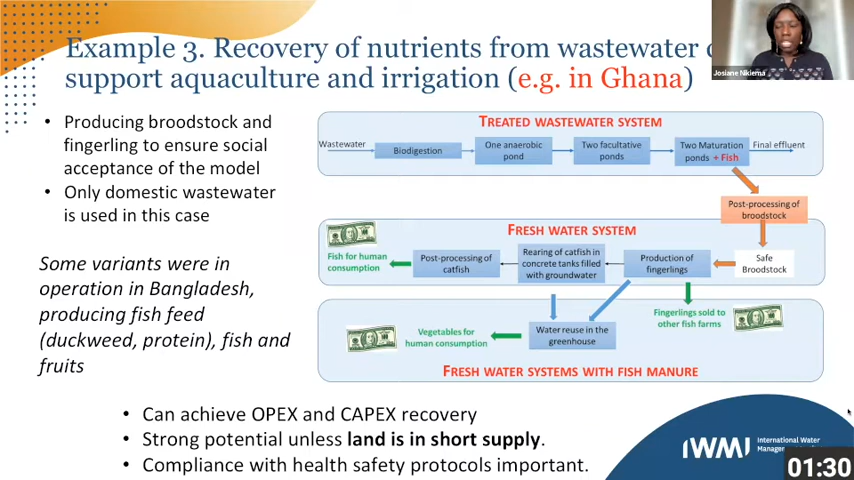 Example 3. Recovery of nutrients from wastewater
support aquaculture and irrigation (e.g. in Ghana)
Josiane Nikiema
• Producing broodstock and
fingerling to ensure social
acceptance of the model
• Only domestic wastewater
is used in this case
Some variants were in
operation in Bangladesh,
producing fish feed
(duckweed, protein), fish and
fruits
TREATED WASTEWATER SYSTEM
Wastewater
Biodigestion
One anaerobic
pond
Two facultative
ponds
Two Maturation
ponds + Fish
Final effluent
Post-processing of
broodstock
FRESH WATER SYSTEM
Fish for human
consumption
Post-processing of
catfish
Rearing of catfish in
concrete tanks filled
with groundwater
Production of
fingerlings
Safe
Broodstock
Fingerlings sold to
other fish farms
Vegetables for
human consumption
Water reuse in the
greenhouse
FRESH WATER SYSTEMS WITH FISH MANURE
• Can achieve OPEX and CAPEX recovery
• Strong potential unless land is in short supply.
• Compliance with health safety protocols important.
IWMI
International Water
01:30